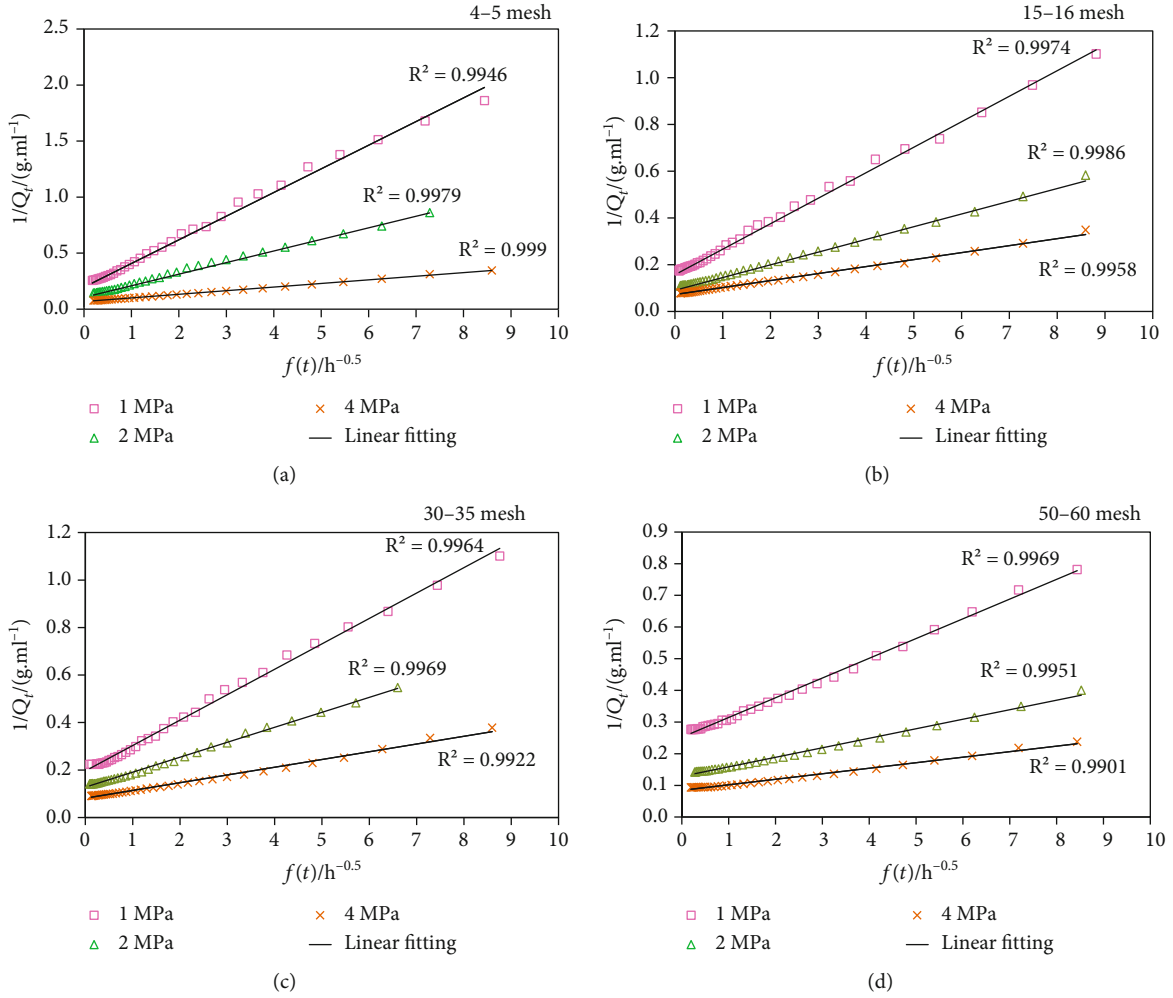 4–5 mesh
2.5
2.0
1.5
1.0
0.5
0.0
1/Qt/(g.ml⁻¹)
R² = 0.9946
R² = 0.9979
R² = 0.999
0 1 2 3 4 5 6 7 8 9 10
f(t)/h⁻⁰·⁵
1 MPa
4 MPa
2 MPa
Linear fitting
(a)
15–16 mesh
1.2
1.0
0.8
0.6
0.4
0.2
0.0
1/Qt/(g.ml⁻¹)
R² = 0.9974
R² = 0.9986
R² = 0.9958
0 1 2 3 4 5 6 7 8 9 10
f(t)/h⁻⁰·⁵
1 MPa
4 MPa
2 MPa
Linear fitting
(b)
30–35 mesh
1.2
1.0
0.8
0.6
0.4
0.2
0.0
1/Qt/(g.ml⁻¹)
R² = 0.9964
R² = 0.9969
R² = 0.9922
0 1 2 3 4 5 6 7 8 9 10
f(t)/h⁻⁰·⁵
1 MPa
4 MPa
2 MPa
Linear fitting
(c)
50–60 mesh
0.9
0.8
0.7
0.6
0.5
0.4
0.3
0.2
0.1
0.0
1/Qt/(g.ml⁻¹)
R² = 0.9969
R² = 0.9951
R² = 0.9901
0 1 2 3 4 5 6 7 8 9 10
f(t)/h⁻⁰·⁵
1 MPa
4 MPa
2 MPa
Linear fitting
(d)